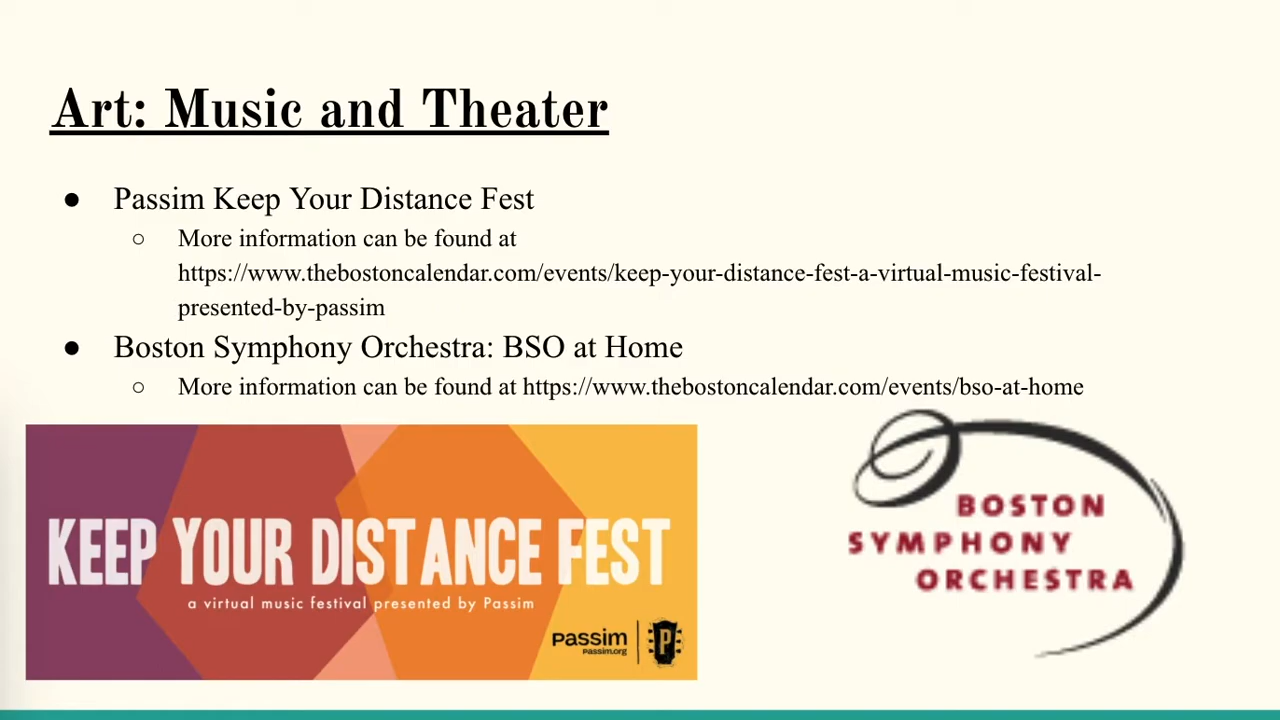 Art: Music and Theater
● Passim Keep Your Distance Fest
○ More information can be found at
https://www.thebostoncalendar.com/events/keep-your-distance-fest-a-virtual-music-festival-
presented-by-passim
● Boston Symphony Orchestra: BSO at Home
○ More information can be found at https://www.thebostoncalendar.com/events/bso-at-home
KEEP YOUR DISTANCE FEST
a virtual music festival presented by Passim
passim
passim.org
P
BOSTON
SYMPHONY
ORCHESTRA